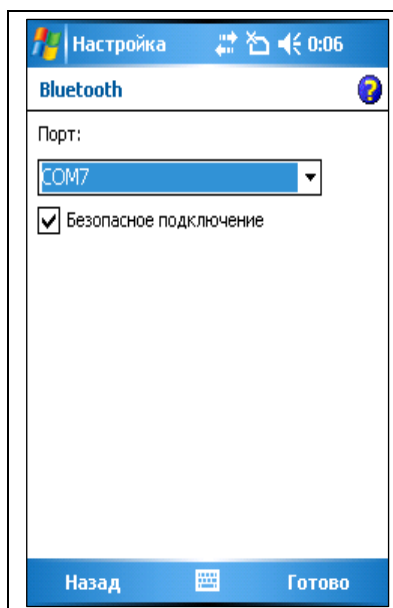 Настройка 0:06
Bluetooth ?
Порт:
COM7
Безопасное подключение
Назад Готово